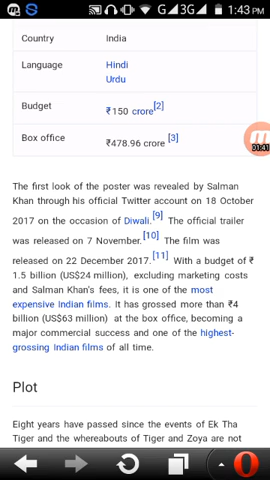 G 3G 1:43 PM
Country India
Language Hindi
Urdu
Budget ₹150 crore[2]
Box office ₹478.96 crore [3]
01:41
The first look of the poster was revealed by Salman
Khan through his official Twitter account on 18 October
2017 on the occasion of Diwali.[9] The official trailer
was released on 7 November.[10] The film was
released on 22 December 2017.[11] With a budget of ₹
1.5 billion (US$24 million), excluding marketing costs
and Salman Khan's fees, it is one of the most
expensive Indian films. It has grossed more than ₹4
billion (US$63 million) at the box office, becoming a
major commercial success and one of the highest-
grossing Indian films of all time.
Plot
Eight years have passed since the events of Ek Tha
Tiger and the whereabouts of Tiger and Zoya are not